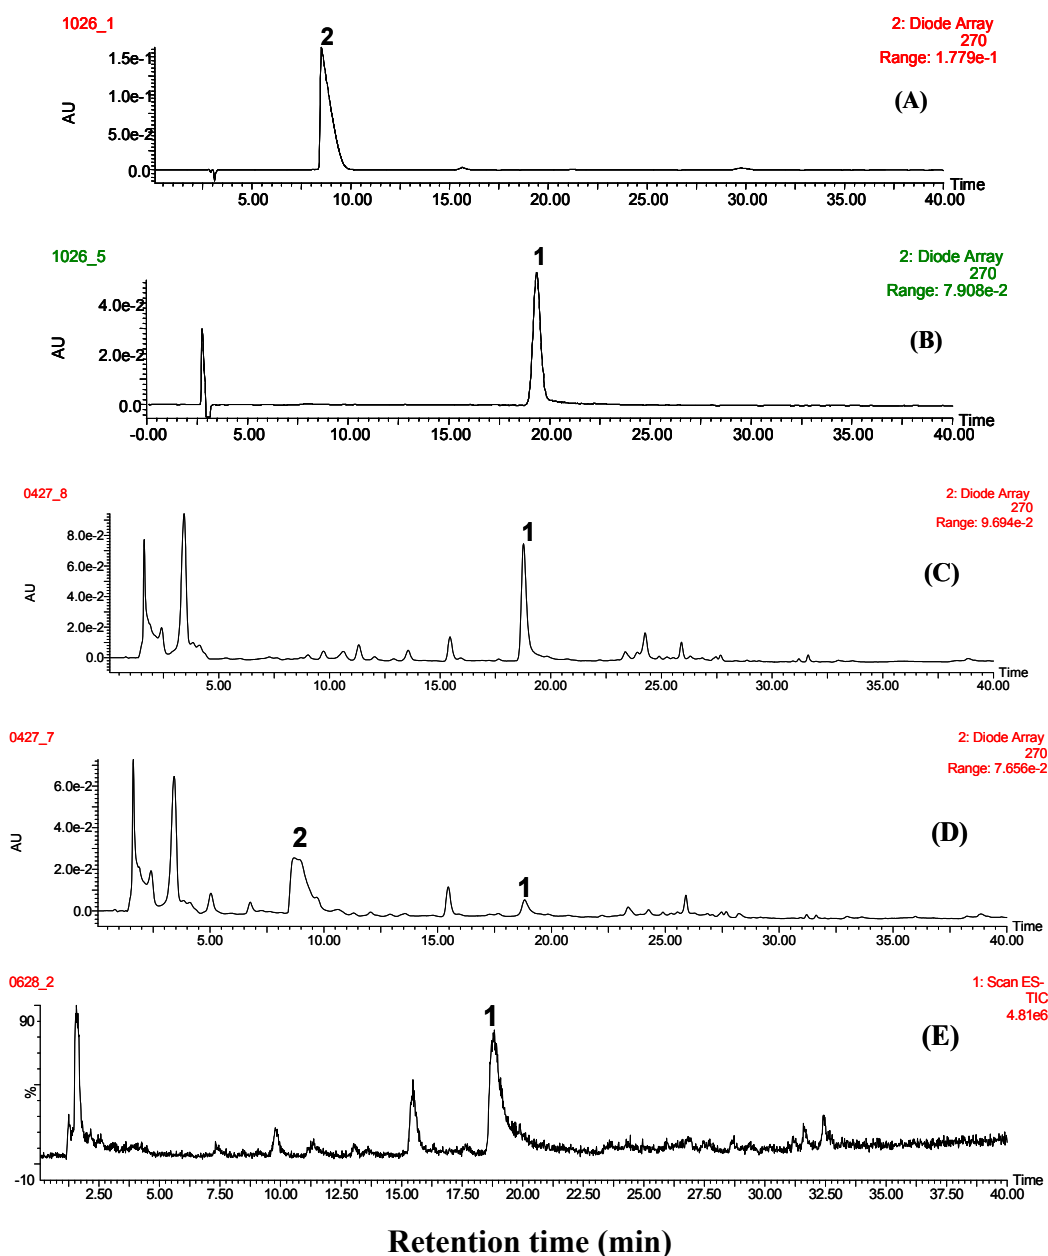 1026_1
2: Diode Array
270
Range: 1.779e-1
2
(A)
AU
1.5e-1
1.0e-1
5.0e-2
0.0
5.00 10.00 15.00 20.00 25.00 30.00 35.00 40.00
Time
1026_5
2: Diode Array
270
Range: 7.908e-2
1
(B)
AU
4.0e-2
2.0e-2
0.0
-0.00 5.00 10.00 15.00 20.00 25.00 30.00 35.00 40.00
Time
0427_8
2: Diode Array
270
Range: 9.694e-2
1
(C)
AU
8.0e-2
6.0e-2
4.0e-2
2.0e-2
0.0
5.00 10.00 15.00 20.00 25.00 30.00 35.00 40.00
Time
0427_7
2: Diode Array
270
Range: 7.656e-2
2
1
(D)
AU
6.0e-2
4.0e-2
2.0e-2
0.0
5.00 10.00 15.00 20.00 25.00 30.00 35.00 40.00
Time
0628_2
1: Scan ES-
TIC
4.81e6
1
(E)
90
%
-10
2.50 5.00 7.50 10.00 12.50 15.00 17.50 20.00 22.50 25.00 27.50 30.00 32.50 35.00 37.50 40.00
Time
Retention time (min)